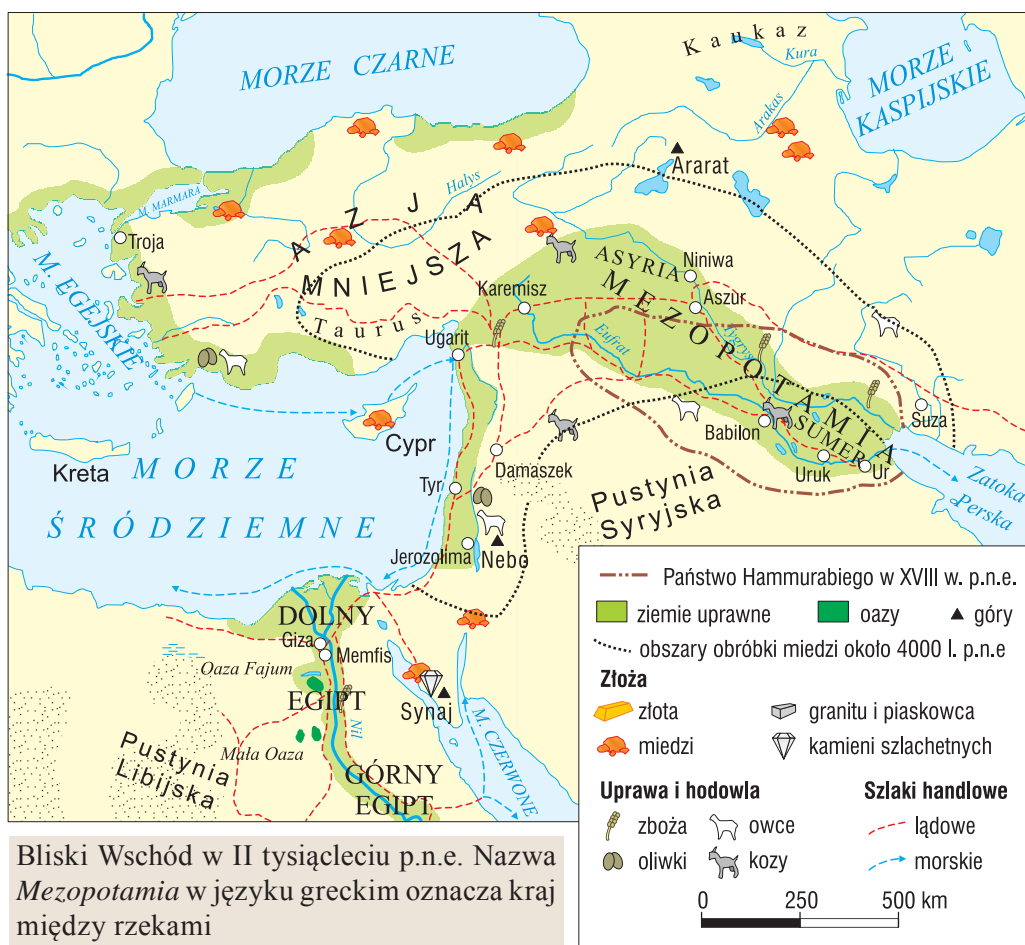 Kaukaz
Kura
MORZE CZARNE
MORZE
KASPIJSKIE
Arakas
Ararat
Halys
M. MARMARA
AZJA
MNIEJSZA
Troja
M. EGEJSKIE
Taurus
ASYRIA
Niniwa
Karemisz
Aszur
MEZOPOTAMIA
Ugarit
Eufrat
Tygrys
Cypr
Kreta
Babilon
SUMER
Suza
Uruk
Ur
Damaszek
Tyr
MORZE
ŚRÓDZIEMNE
Pustynia
Syryjska
Zatoka
Perska
Jerozolima
Nebo
DOLNY
Giza
Memfis
Oaza Fajum
EGIPT
Nil
Synaj
Mała Oaza
M. CZERWONE
Pustynia
Libijska
GÓRNY
EGIPT
Państwo Hammurabiego w XVIII w. p.n.e.
ziemie uprawne oazy góry
obszary obróbki miedzi około 4000 l. p.n.e
Złoża
złota granitu i piaskowca
miedzi kamieni szlachetnych
Uprawa i hodowla Szlaki handlowe
zboża owce lądowe
oliwki kozy morskie
0 250 500 km
Bliski Wschód w II tysiącleciu p.n.e. Nazwa
Mezopotamia w języku greckim oznacza kraj
między rzekami